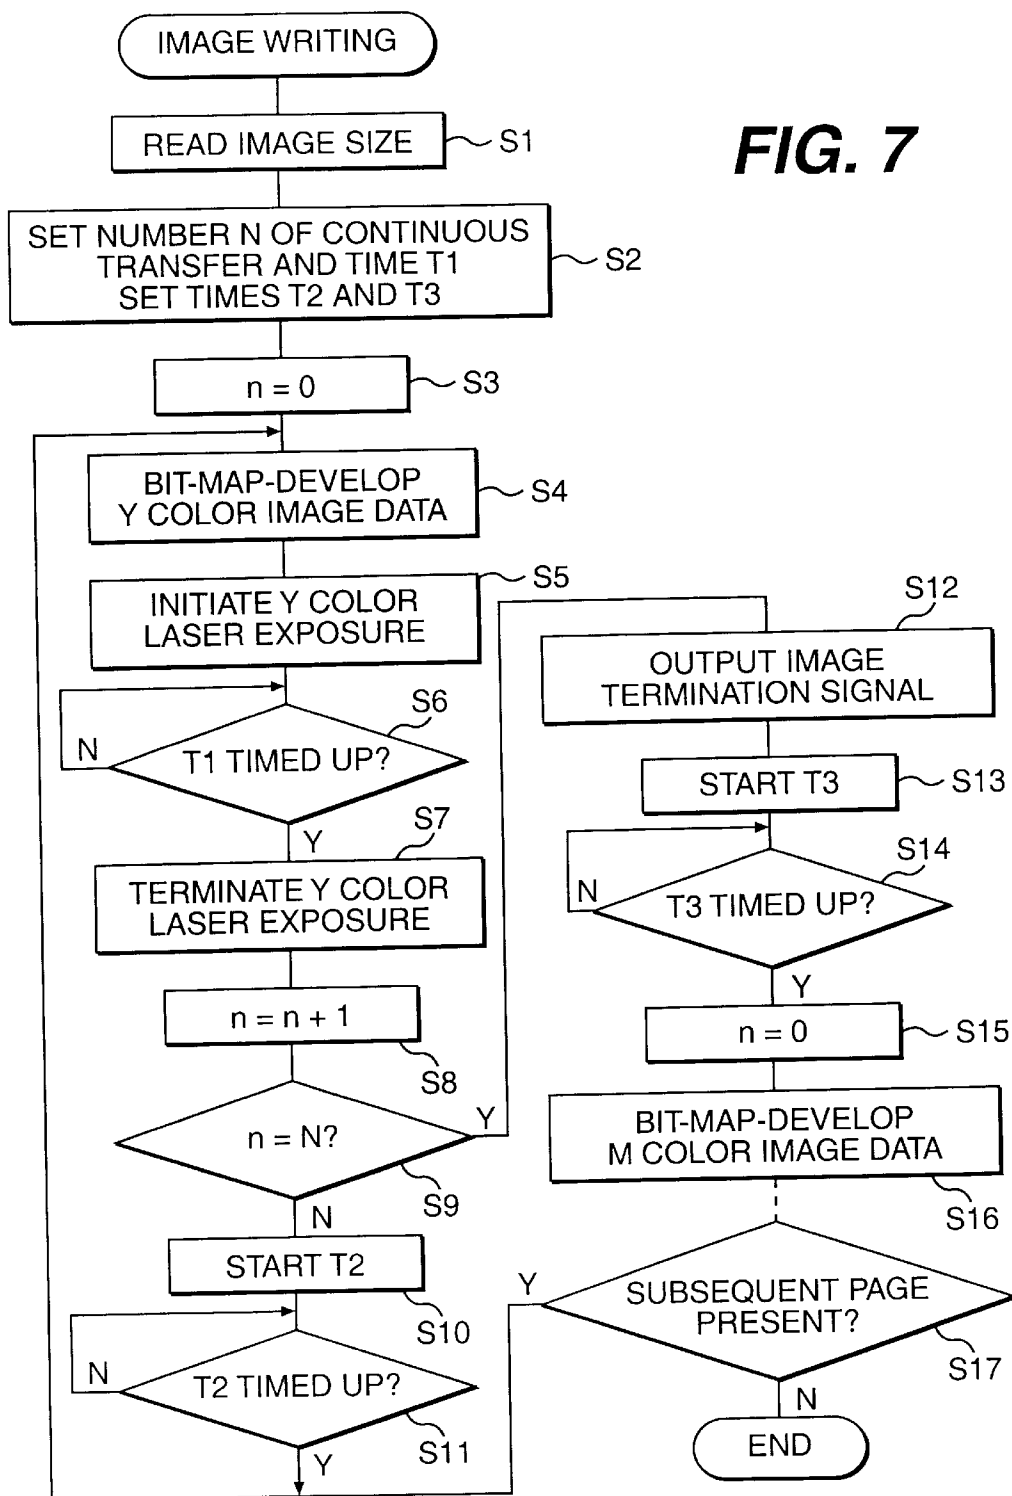 IMAGE WRITING
FIG. 7
READ IMAGE SIZE
S1
SET NUMBER N OF CONTINUOUS
TRANSFER AND TIME T1
SET TIMES T2 AND T3
S2
n = 0
S3
BIT-MAP-DEVELOP
Y COLOR IMAGE DATA
S4
INITIATE Y COLOR
LASER EXPOSURE
S5
T1 TIMED UP?
S6
N
Y
TERMINATE Y COLOR
LASER EXPOSURE
S7
n = n + 1
S8
n = N?
Y
S9
N
START T2
S10
T2 TIMED UP?
N
S11
Y
OUTPUT IMAGE
TERMINATION SIGNAL
S12
START T3
S13
T3 TIMED UP?
S14
N
Y
n = 0
S15
BIT-MAP-DEVELOP
M COLOR IMAGE DATA
S16
SUBSEQUENT PAGE
PRESENT?
Y
S17
N
END